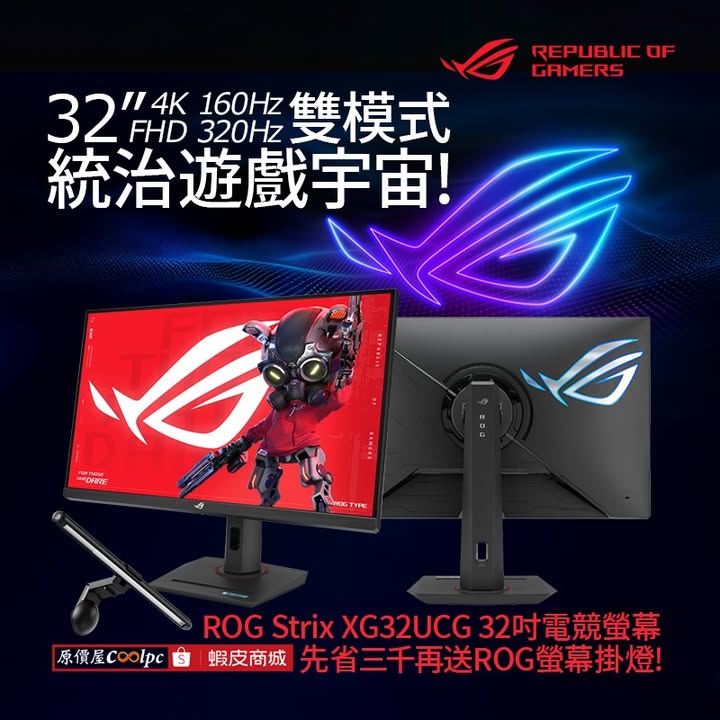 REPUBLIC OF
GAMERS
32" 4K 160Hz
FHD 320Hz 雙模式
統治遊戲宇宙!
FOR THOSE
WHO DARE
REPUBLIC OF GAMERS
ROG TYPE
ROG
ROG Strix XG32UCG 32吋電競螢幕
原價屋coolpc 蝦皮商城 先省三千再送ROG螢幕掛燈!